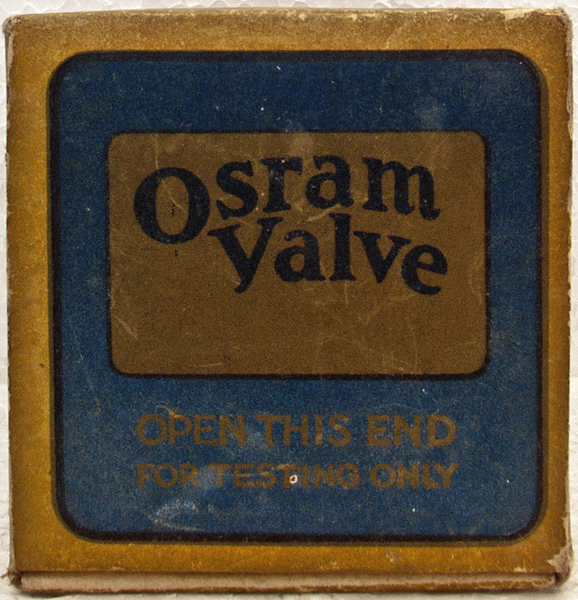 Osram
Valve
OPEN THIS END
FOR TESTING ONLY